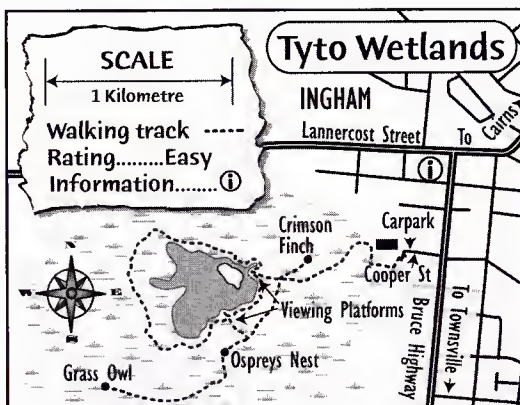 SCALE
1 Kilometre
Walking track -----
Rating.........Easy
Information........ⓘ
Tyto Wetlands
INGHAM
Lannercost Street
To Cairns
ⓘ
Crimson
Finch
Carpark
Cooper St
Viewing Platforms
Bruce Highway
To Townsville
Ospreys Nest
Grass Owl
N
W
E
S